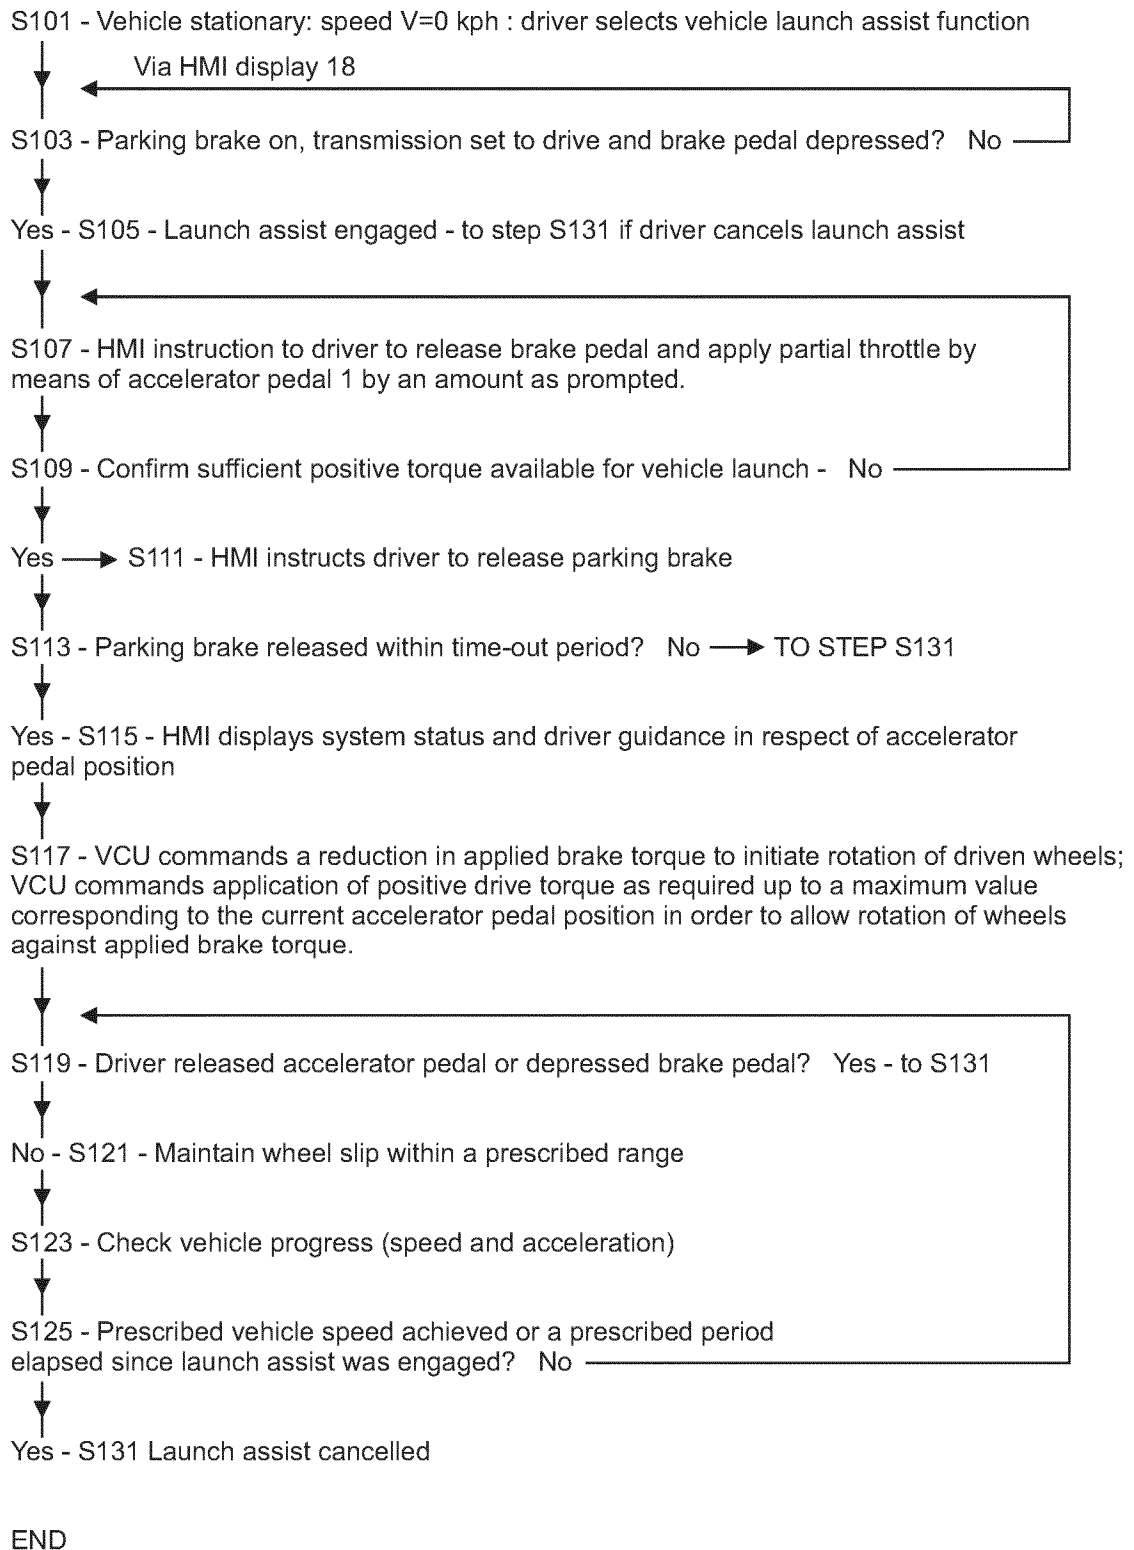 S101 - Vehicle stationary: speed V=0 kph : driver selects vehicle launch assist function
Via HMI display 18
S103 - Parking brake on, transmission set to drive and brake pedal depressed? No
Yes - S105 - Launch assist engaged - to step S131 if driver cancels launch assist
S107 - HMI instruction to driver to release brake pedal and apply partial throttle by
means of accelerator pedal 1 by an amount as prompted.
S109 - Confirm sufficient positive torque available for vehicle launch - No
Yes S111 - HMI instructs driver to release parking brake
S113 - Parking brake released within time-out period? No TO STEP S131
Yes - S115 - HMI displays system status and driver guidance in respect of accelerator
pedal position
S117 - VCU commands a reduction in applied brake torque to initiate rotation of driven wheels;
VCU commands application of positive drive torque as required up to a maximum value
corresponding to the current accelerator pedal position in order to allow rotation of wheels
against applied brake torque.
S119 - Driver released accelerator pedal or depressed brake pedal? Yes - to S131
No - S121 - Maintain wheel slip within a prescribed range
S123 - Check vehicle progress (speed and acceleration)
S125 - Prescribed vehicle speed achieved or a prescribed period
elapsed since launch assist was engaged? No
Yes - S131 Launch assist cancelled
END